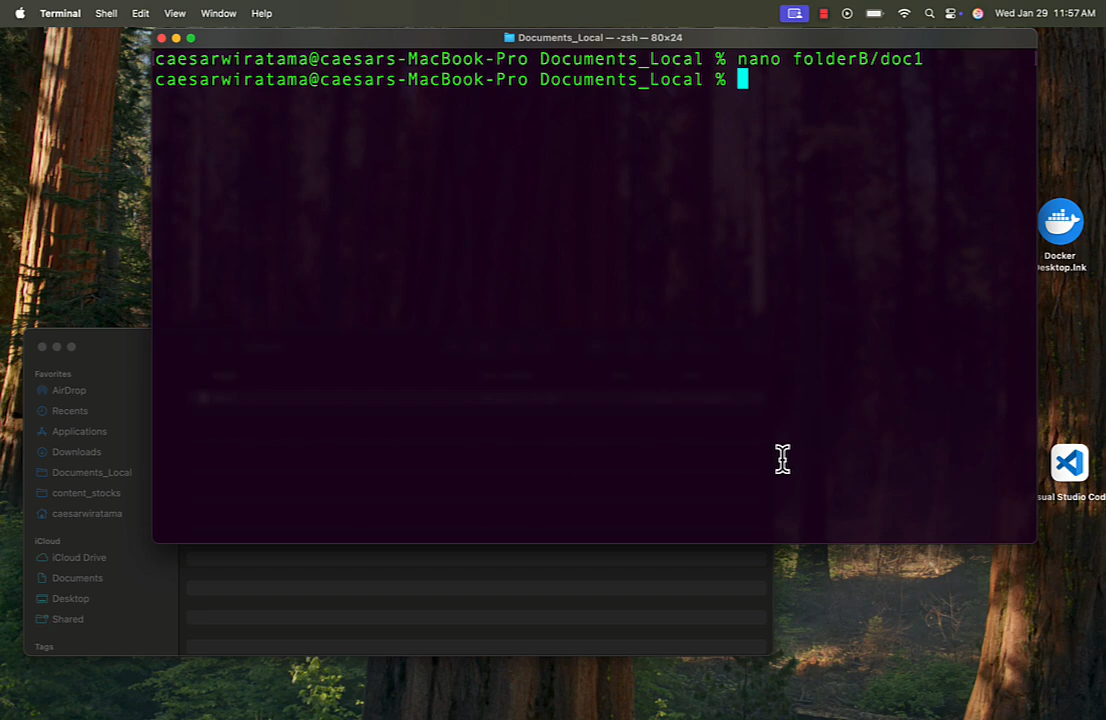 Terminal Shell Edit View Window Help Wed Jan 29 11:57 AM
Documents_Local — -zsh — 80×24
caesarwiratama@caesars-MacBook-Pro Documents_Local % nano folderB/doc1
caesarwiratama@caesars-MacBook-Pro Documents_Local %
Docker
esktop.lnk
Favorites
AirDrop
Recents
Applications
Downloads
Documents_Local
content_stocks
caesarwiratama
iCloud
iCloud Drive
Documents
Desktop
Shared
Tags
sual Studio Cod